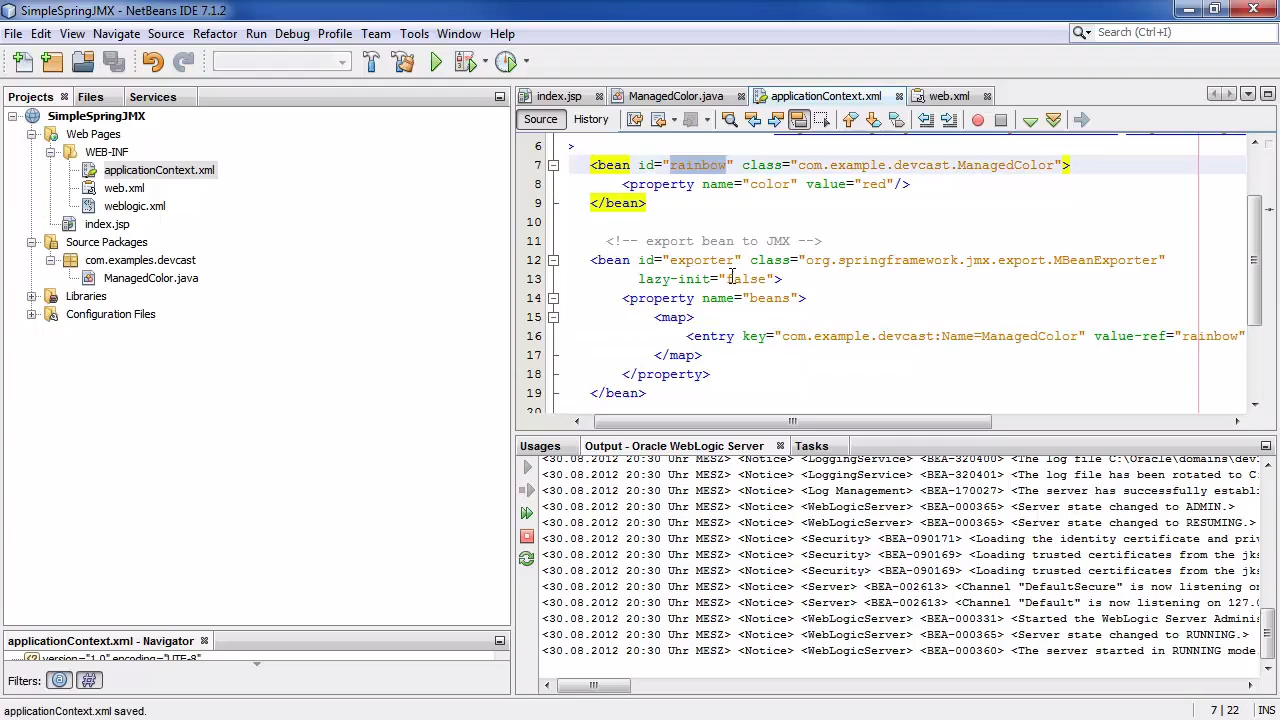 SimpleSpringJMX - NetBeans IDE 7.1.2
File Edit View Navigate Source Refactor Run Debug Profile Team Tools Window Help
Search (Ctrl+I)
Projects Files Services
SimpleSpringJMX
Web Pages
WEB-INF
applicationContext.xml
web.xml
weblogic.xml
index.jsp
Source Packages
com.examples.devcast
ManagedColor.java
Libraries
Configuration Files
applicationContext.xml - Navigator
version="1.0" encoding="UTF-8"
Filters:
index.jsp ManagedColor.java applicationContext.xml web.xml
Source History
6 >
7 <bean id="rainbow" class="com.example.devcast.ManagedColor">
8 <property name="color" value="red"/>
9 </bean>
10
11 <!-- export bean to JMX -->
12 <bean id="exporter" class="org.springframework.jmx.export.MBeanExporter"
13 lazy-init="false">
14 <property name="beans">
15 <map>
16 <entry key="com.example.devcast:Name=ManagedColor" value-ref="rainbow"
17 </map>
18 </property>
19 </bean>
20
Usages Output - Oracle WebLogic Server Tasks
<30.08.2012 20:30 Uhr MESZ> <Notice> <LoggingService> <BEA-320400> <The log file C:\Oracle\domains\dev
<30.08.2012 20:30 Uhr MESZ> <Notice> <LoggingService> <BEA-320401> <The log file has been rotated to C:
<30.08.2012 20:30 Uhr MESZ> <Notice> <Log Management> <BEA-170027> <The server has successfully establi
<30.08.2012 20:30 Uhr MESZ> <Notice> <WebLogicServer> <BEA-000365> <Server state changed to ADMIN.>
<30.08.2012 20:30 Uhr MESZ> <Notice> <WebLogicServer> <BEA-000365> <Server state changed to RESUMING.>
<30.08.2012 20:30 Uhr MESZ> <Notice> <Security> <BEA-090171> <Loading the identity certificate and priv
<30.08.2012 20:30 Uhr MESZ> <Notice> <Security> <BEA-090169> <Loading trusted certificates from the jks
<30.08.2012 20:30 Uhr MESZ> <Notice> <Security> <BEA-090169> <Loading trusted certificates from the jks
<30.08.2012 20:30 Uhr MESZ> <Notice> <Server> <BEA-002613> <Channel "DefaultSecure" is now listening on
<30.08.2012 20:30 Uhr MESZ> <Notice> <Server> <BEA-002613> <Channel "Default" is now listening on 127.0
<30.08.2012 20:30 Uhr MESZ> <Notice> <WebLogicServer> <BEA-000331> <Started the WebLogic Server Adminis
<30.08.2012 20:30 Uhr MESZ> <Notice> <WebLogicServer> <BEA-000365> <Server state changed to RUNNING.>
<30.08.2012 20:30 Uhr MESZ> <Notice> <WebLogicServer> <BEA-000360> <The server started in RUNNING mode
applicationContext.xml saved.
7 | 22 INS